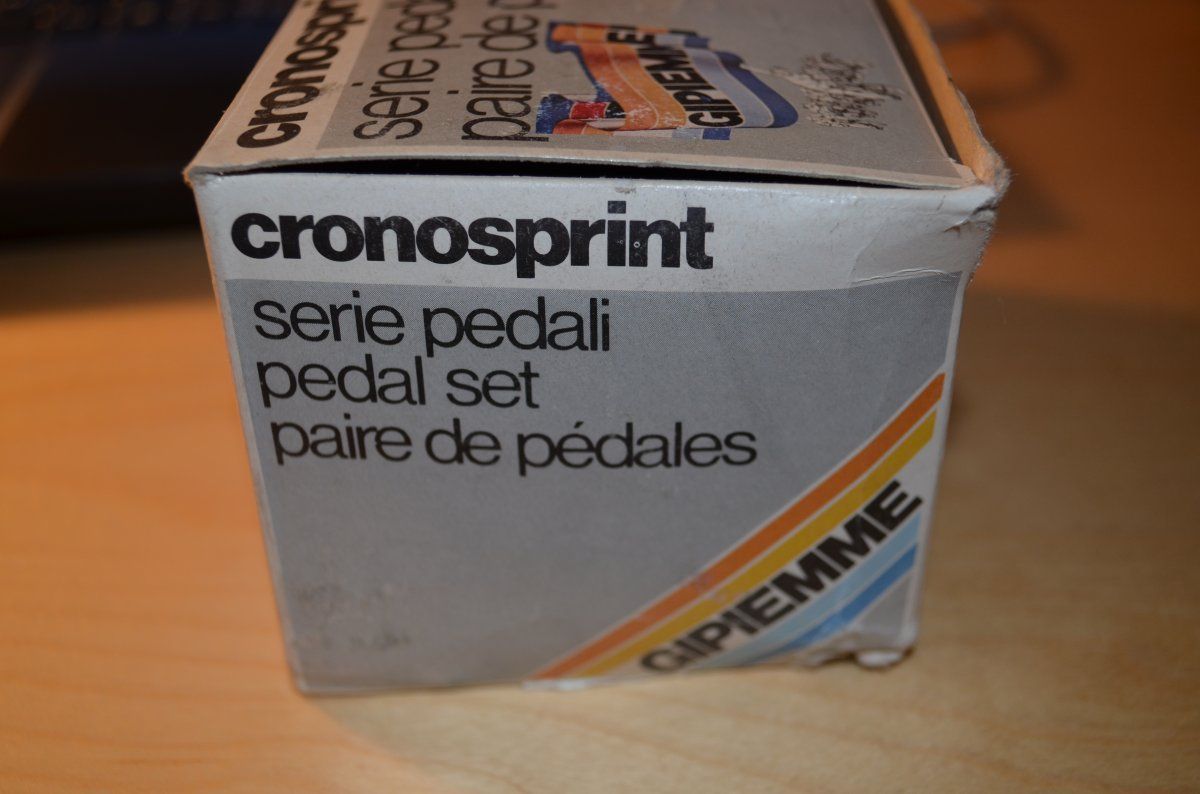 cronosprint
serie pedali
paire de p
GIPIEMME
cronosprint
serie pedali
pedal set
paire de pédales
GIPIEMME